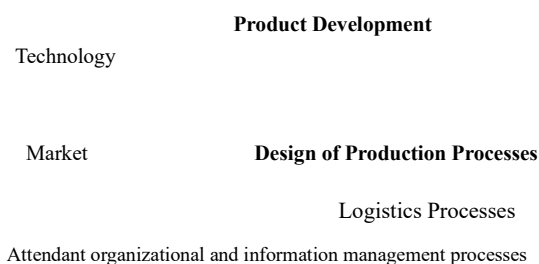 Product Development
Technology
Market
Design of Production Processes
Logistics Processes
Attendant organizational and information management processes